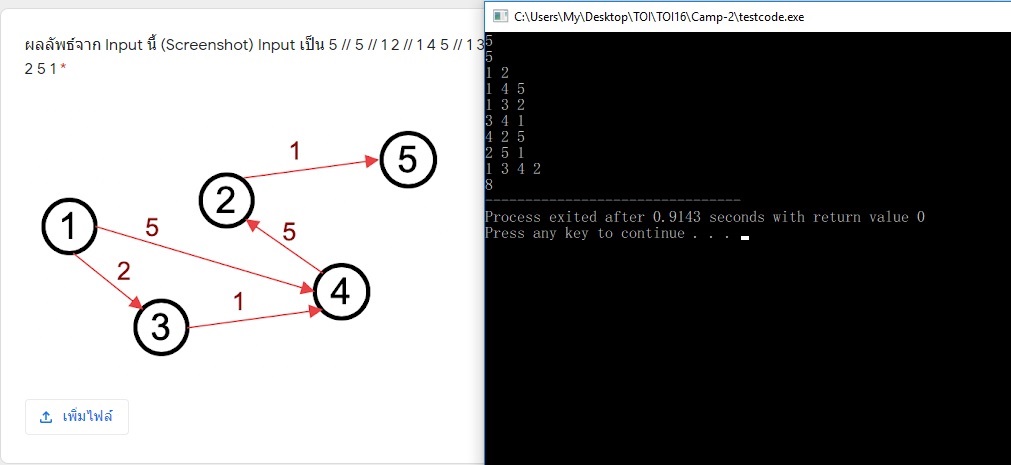 ผลลัพธ์จาก Input นี้ (Screenshot) Input เป็น 5 // 5 // 1 2 // 1 4 5 // 1 3
2 5 1 *
1
5
2
5
1
5
2
1
4
3
เพิ่มไฟล์
C:\Users\My\Desktop\TOI\TOI16\Camp-2\testcode.exe
5
5
1 2
1 4 5
1 3 2
3 4 1
4 2 5
2 5 1
1 3 4 2
8
--------------------------------
Process exited after 0.9143 seconds with return value 0
Press any key to continue . . .